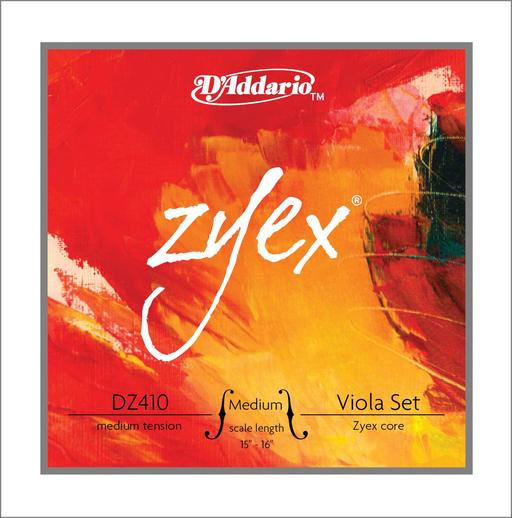 D'Addario™
zyex®
DZ410
medium tension
Medium
scale length
15" - 16"
Viola Set
Zyex core